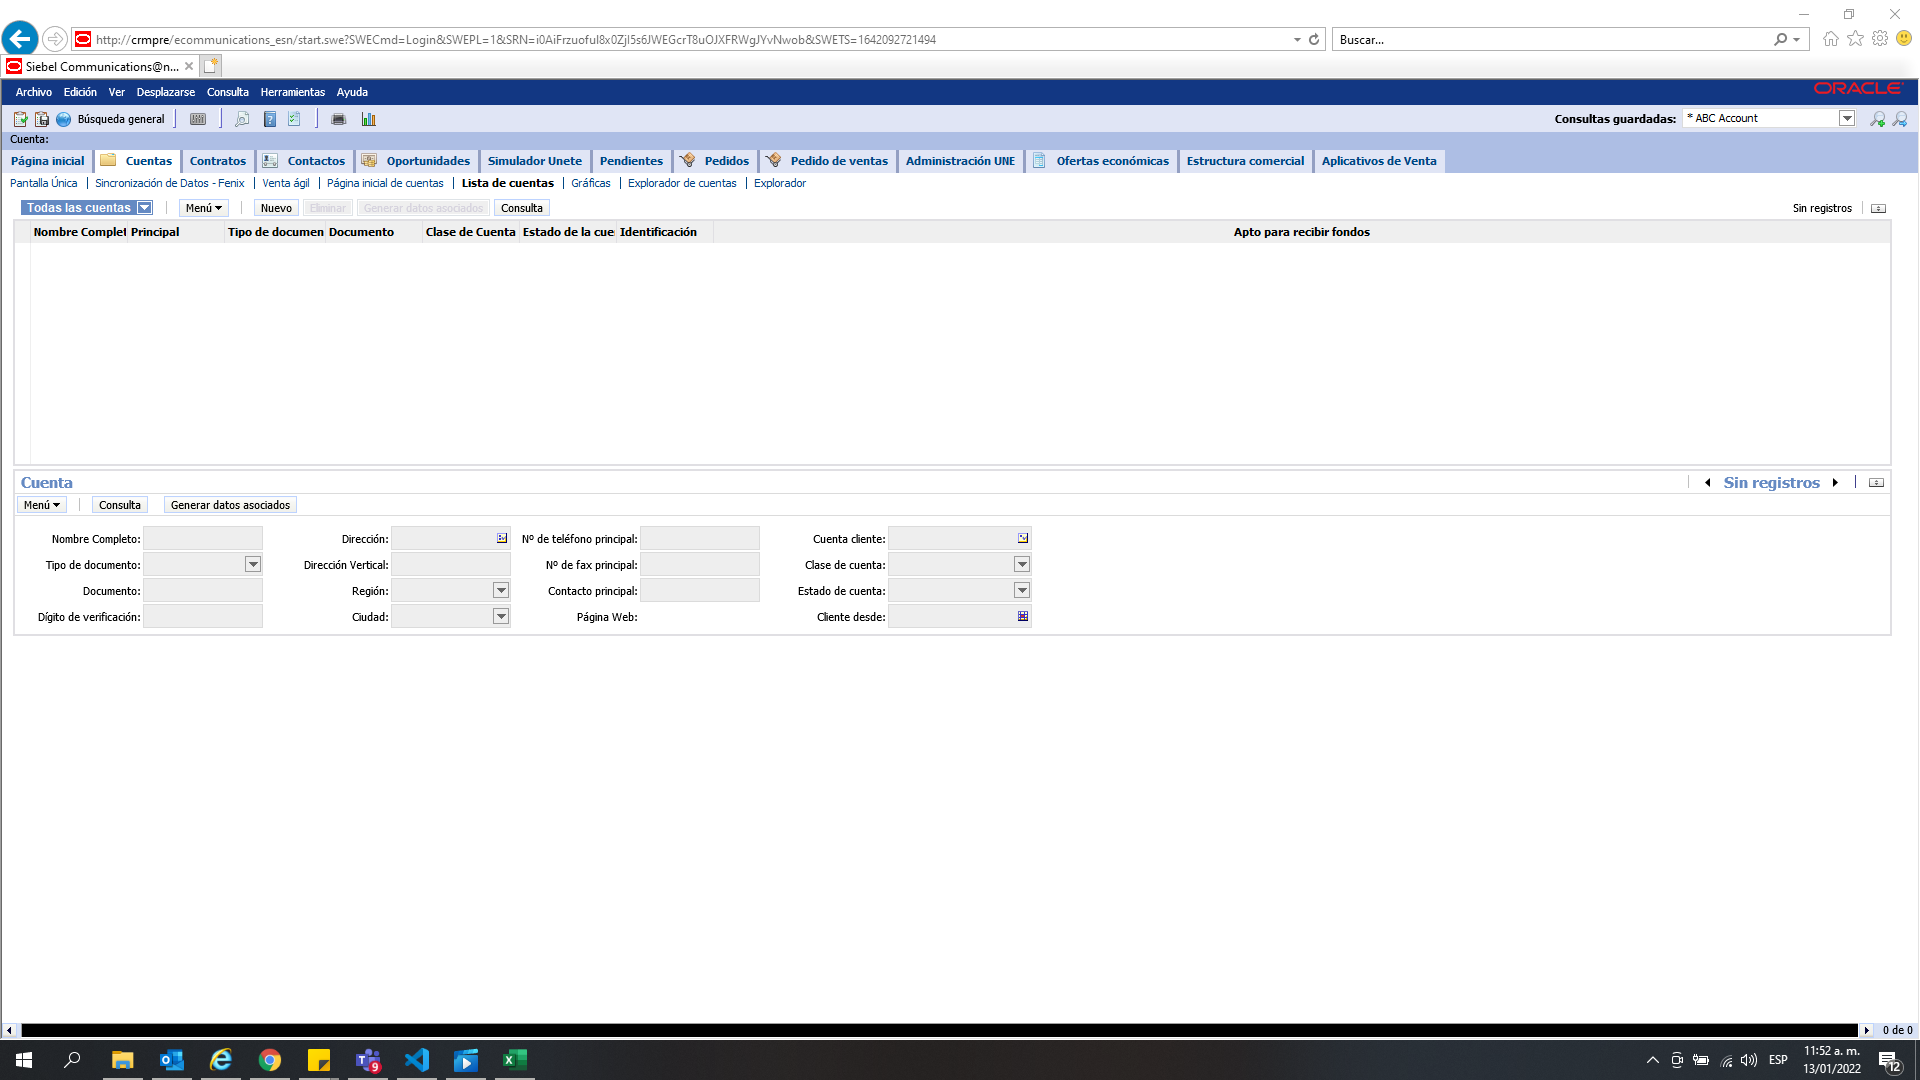 http://crmpre/ecommunications_esn/start.swe?SWECmd=Login&SWEPL=1&SRN=i0AiFrzuofuI8x0ZjI5s6JWEGcrT8uOJXFRWgJYvNwob&SWETS=1642092721494
Buscar...
Siebel Communications@n...
Archivo Edición Ver Desplazarse Consulta Herramientas Ayuda
ORACLE
Búsqueda general
Consultas guardadas: * ABC Account
Cuenta:
Página inicial Cuentas Contratos Contactos Oportunidades Simulador Unete Pendientes Pedidos Pedido de ventas Administración UNE Ofertas económicas Estructura comercial Aplicativos de Venta
Pantalla Única Sincronización de Datos - Fenix Venta ágil Página inicial de cuentas Lista de cuentas Gráficas Explorador de cuentas Explorador
Todas las cuentas Menú Nuevo Eliminar Generar datos asociados Consulta Sin registros
Nombre Complet Principal Tipo de documen Documento Clase de Cuenta Estado de la cue Identificación Apto para recibir fondos
Cuenta Sin registros
Menú Consulta Generar datos asociados
Nombre Completo: Dirección: Nº de teléfono principal: Cuenta cliente:
Tipo de documento: Dirección Vertical: Nº de fax principal: Clase de cuenta:
Documento: Región: Contacto principal: Estado de cuenta:
Dígito de verificación: Ciudad: Página Web: Cliente desde:
0 de 0
9
ESP
11:52 a. m.
13/01/2022
12